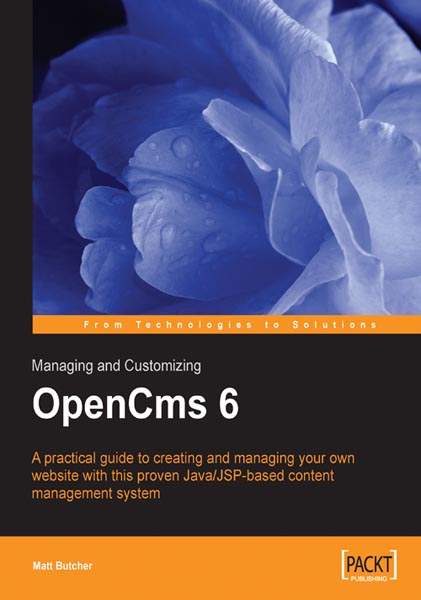 From Technologies to Solutions
Managing and Customizing
OpenCms 6
A practical guide to creating and managing your own
website with this proven Java/JSP-based content
management system
Matt Butcher
[PACKT]
PUBLISHING